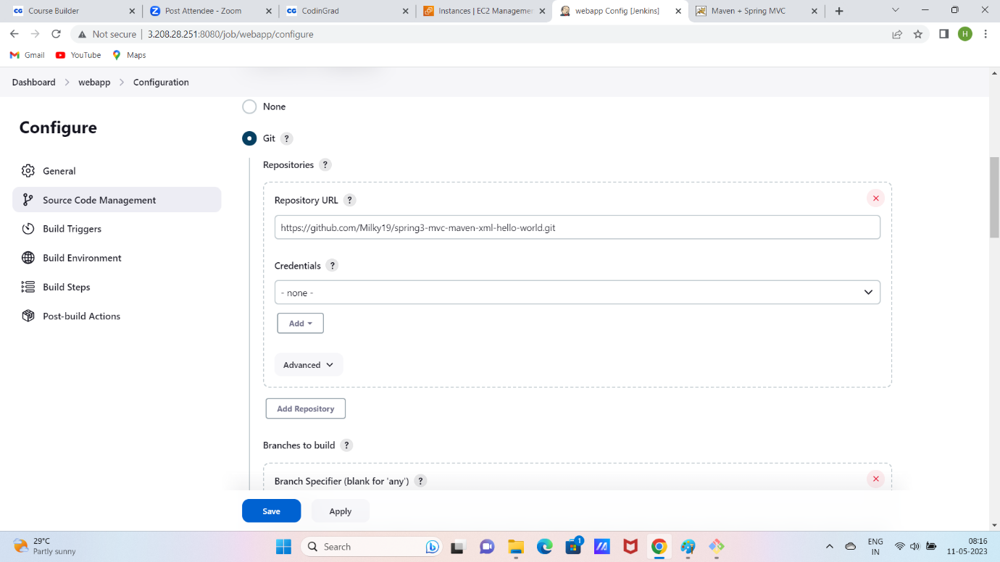 Course Builder
Post Attendee - Zoom
CodinGrad
Instances | EC2 Managemer
webapp Config [Jenkins]
Maven + Spring MVC
Not secure
3.208.28.251:8080/job/webapp/configure
H
Gmail
YouTube
Maps
Dashboard
webapp
Configuration
Configure
General
Source Code Management
Build Triggers
Build Environment
Build Steps
Post-build Actions
None
Git ?
Repositories ?
Repository URL ?
https://github.com/Milky19/spring3-mvc-maven-xml-hello-world.git
Credentials ?
- none -
Add
Advanced
Add Repository
Branches to build ?
Branch Specifier (blank for 'any') ?
Save
Apply
29°C
Partly sunny
Search
1
ENG
IN
08:16
11-05-2023